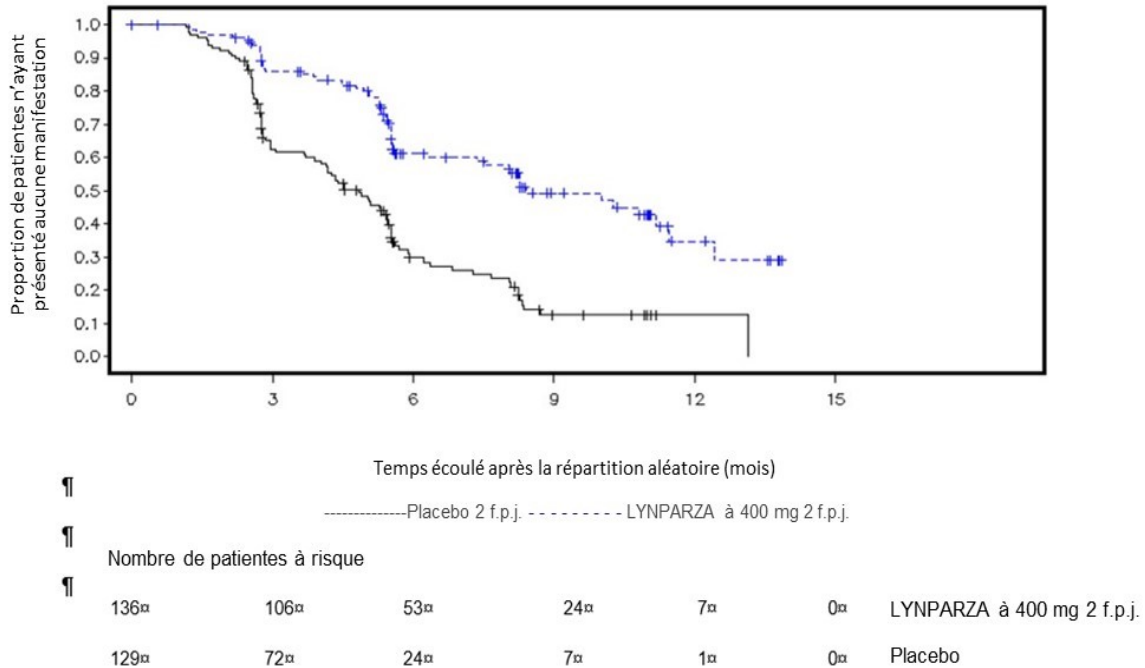 Proportion de patientes n'ayant
présenté aucune manifestation
1.0
0.9
0.8
0.7
0.6
0.5
0.4
0.3
0.2
0.1
0.0
0 3 6 9 12 15
Temps écoulé après la répartition aléatoire (mois)
¶
--------------Placebo 2 f.p.j. - - - - - - - - - LYNPARZA à 400 mg 2 f.p.j.
¶
Nombre de patientes à risque
¶
136¤ 106¤ 53¤ 24¤ 7¤ 0¤ LYNPARZA à 400 mg 2 f.p.j.
129¤ 72¤ 24¤ 7¤ 1¤ 0¤ Placebo